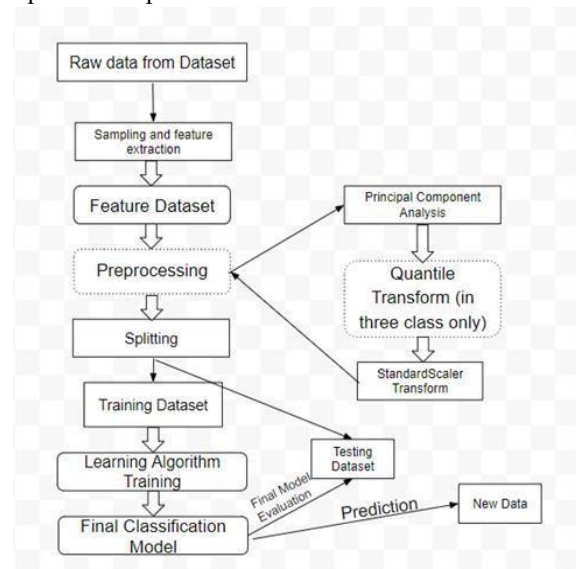 Raw data from Dataset
Sampling and feature
extraction
Feature Dataset
Preprocessing
Splitting
Training Dataset
Learning Algorithm
Training
Final Classification
Model
Principal Component
Analysis
Quantile
Transform (in
three class only)
StandardScaler
Transform
Testing
Dataset
Final Model
Evaluation
Prediction
New Data